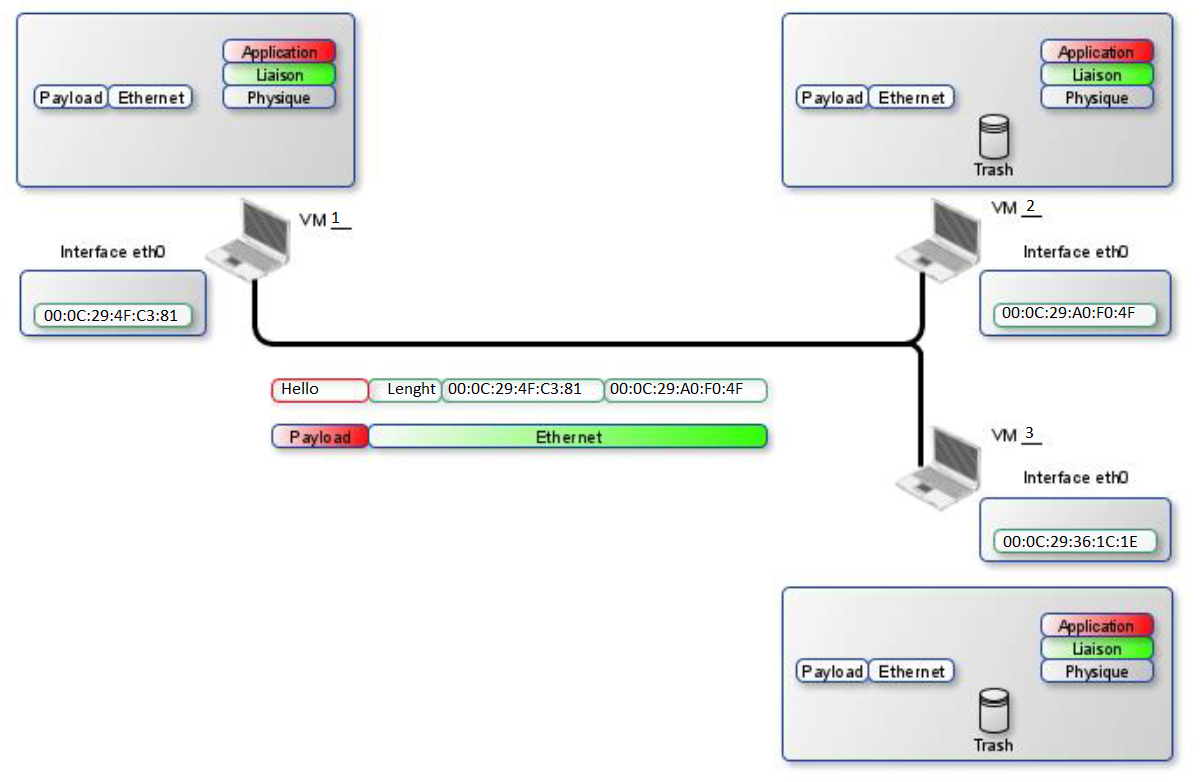 Application
Liaison
Payload Ethernet Physique
Application
Liaison
Payload Ethernet Physique
Trash
VM 1
VM 2
Interface eth0
Interface eth0
00:0C:29:4F:C3:81
00:0C:29:A0:F0:4F
Hello Lenght 00:0C:29:4F:C3:81 00:0C:29:A0:F0:4F
Payload Ethernet
VM 3
Interface eth0
00:0C:29:36:1C:1E
Application
Liaison
Payload Ethernet Physique
Trash